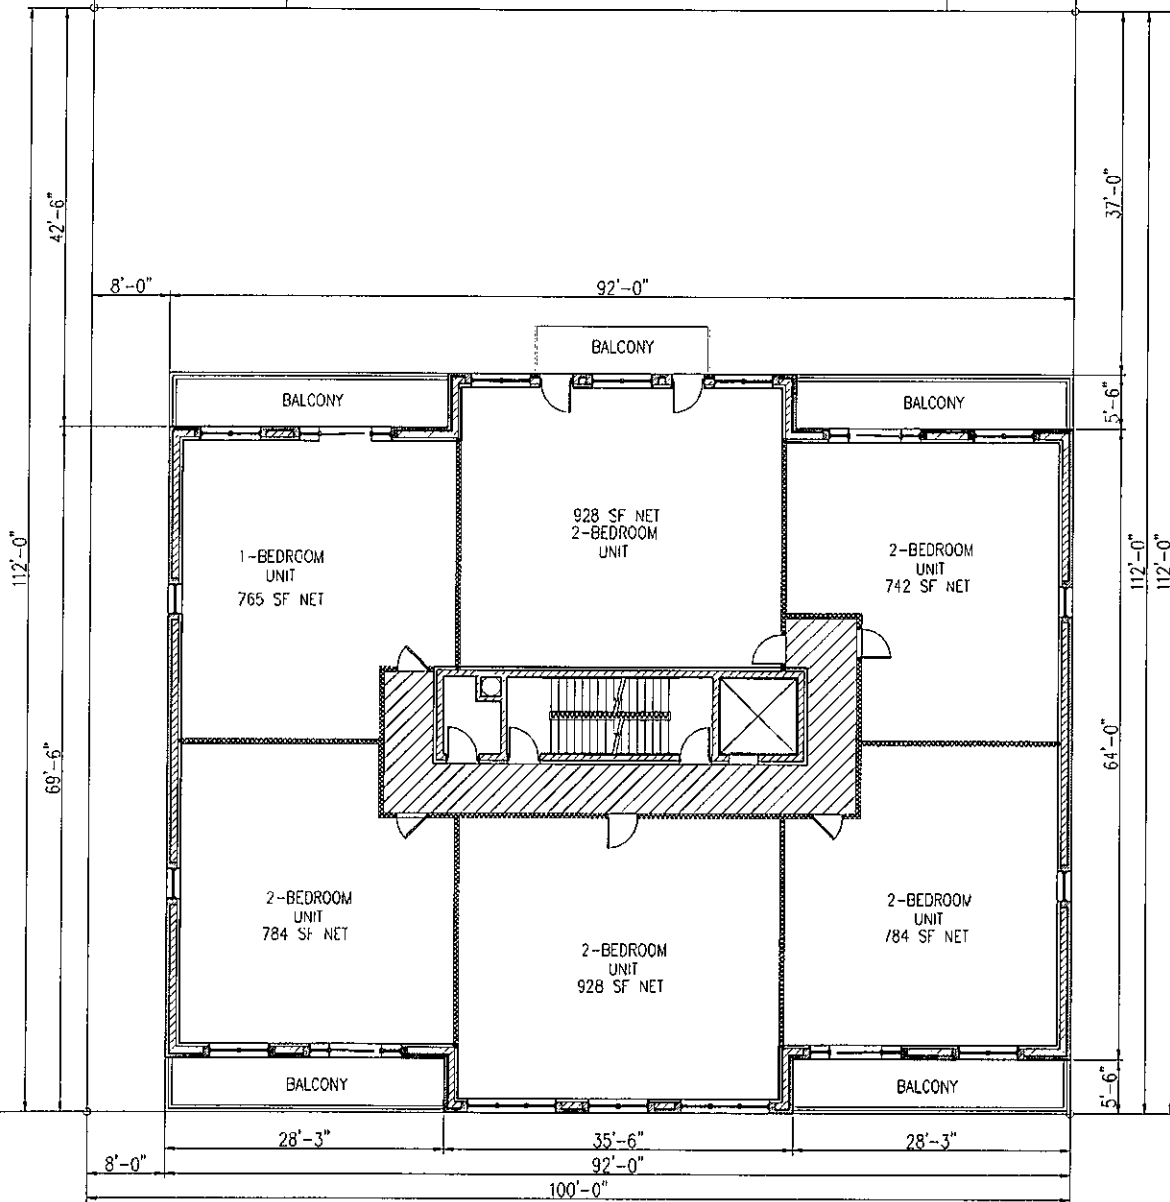 42'-6"
37'-0"
8'-0"
92'-0"
BALCONY
BALCONY
BALCONY
5'-6"
112'-0"
928 SF NET
2-BEDROOM
UNIT
1-BEDROOM
UNIT
765 SF NET
2-BEDROOM
UNIT
742 SF NET
112'-0"
112'-0"
69'-6"
64'-0"
2-BEDROOM
UNIT
784 SF NET
2-BEDROOM
UNIT
784 SF NET
2-BEDROOM
UNIT
928 SF NET
BALCONY
BALCONY
5'-6"
28'-3"
35'-6"
28'-3"
8'-0"
92'-0"
100'-0"